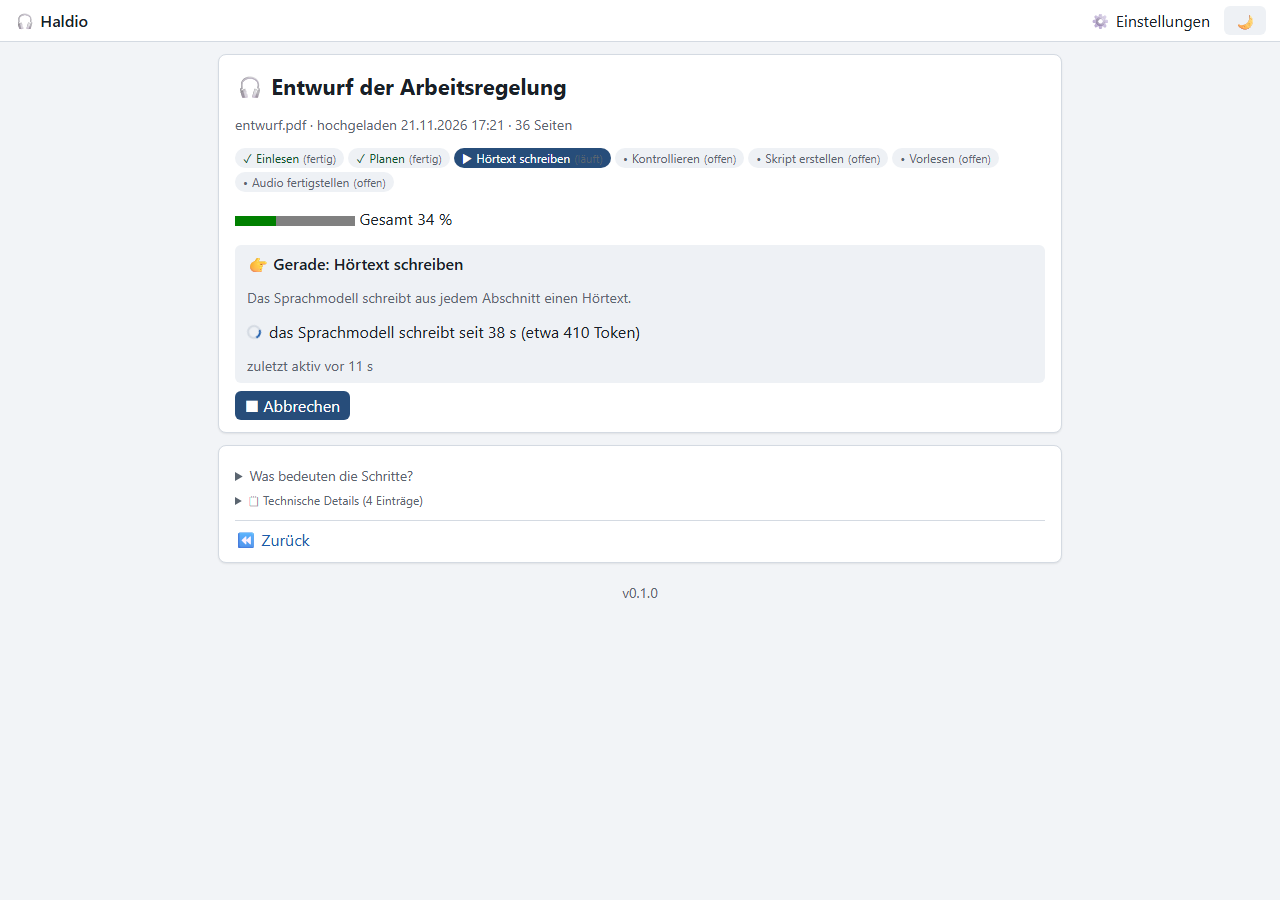 Haldio
Einstellungen
Entwurf der Arbeitsregelung
entwurf.pdf · hochgeladen 21.11.2026 17:21 · 36 Seiten
✓ Einlesen (fertig) ✓ Planen (fertig) ▶ Hörtext schreiben (läuft) • Kontrollieren (offen) • Skript erstellen (offen) • Vorlesen (offen)
• Audio fertigstellen (offen)
Gesamt 34 %
Gerade: Hörtext schreiben
Das Sprachmodell schreibt aus jedem Abschnitt einen Hörtext.
das Sprachmodell schreibt seit 38 s (etwa 410 Token)
zuletzt aktiv vor 11 s
Abbrechen
Was bedeuten die Schritte?
Technische Details (4 Einträge)
Zurück
v0.1.0